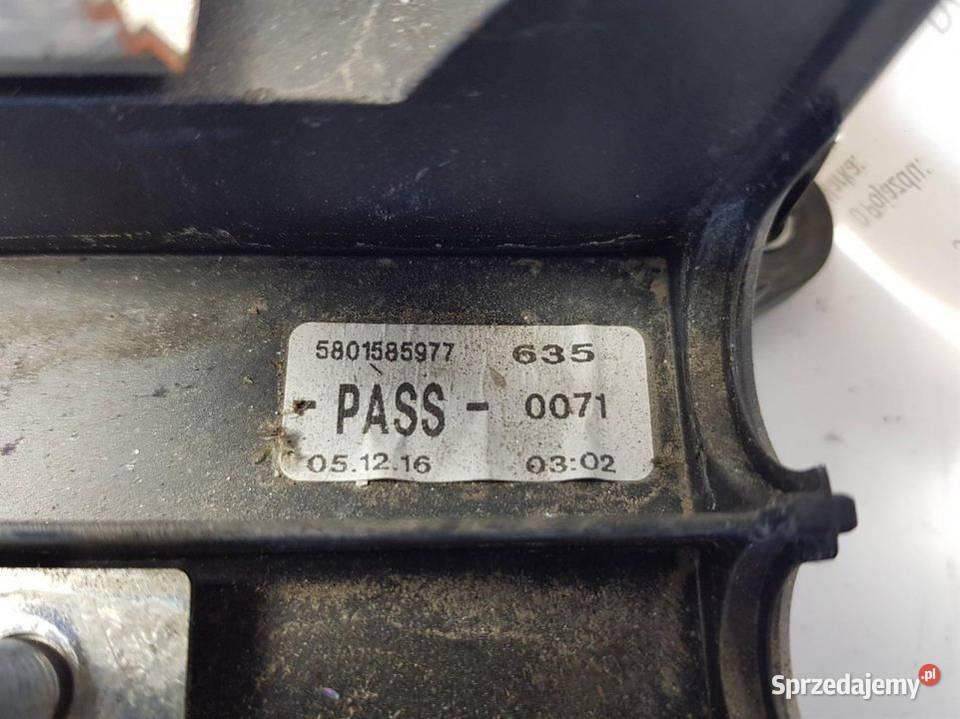 5801585977 635
- PASS - 0071
05.12.16 03:02
Sprzedajemy.pl